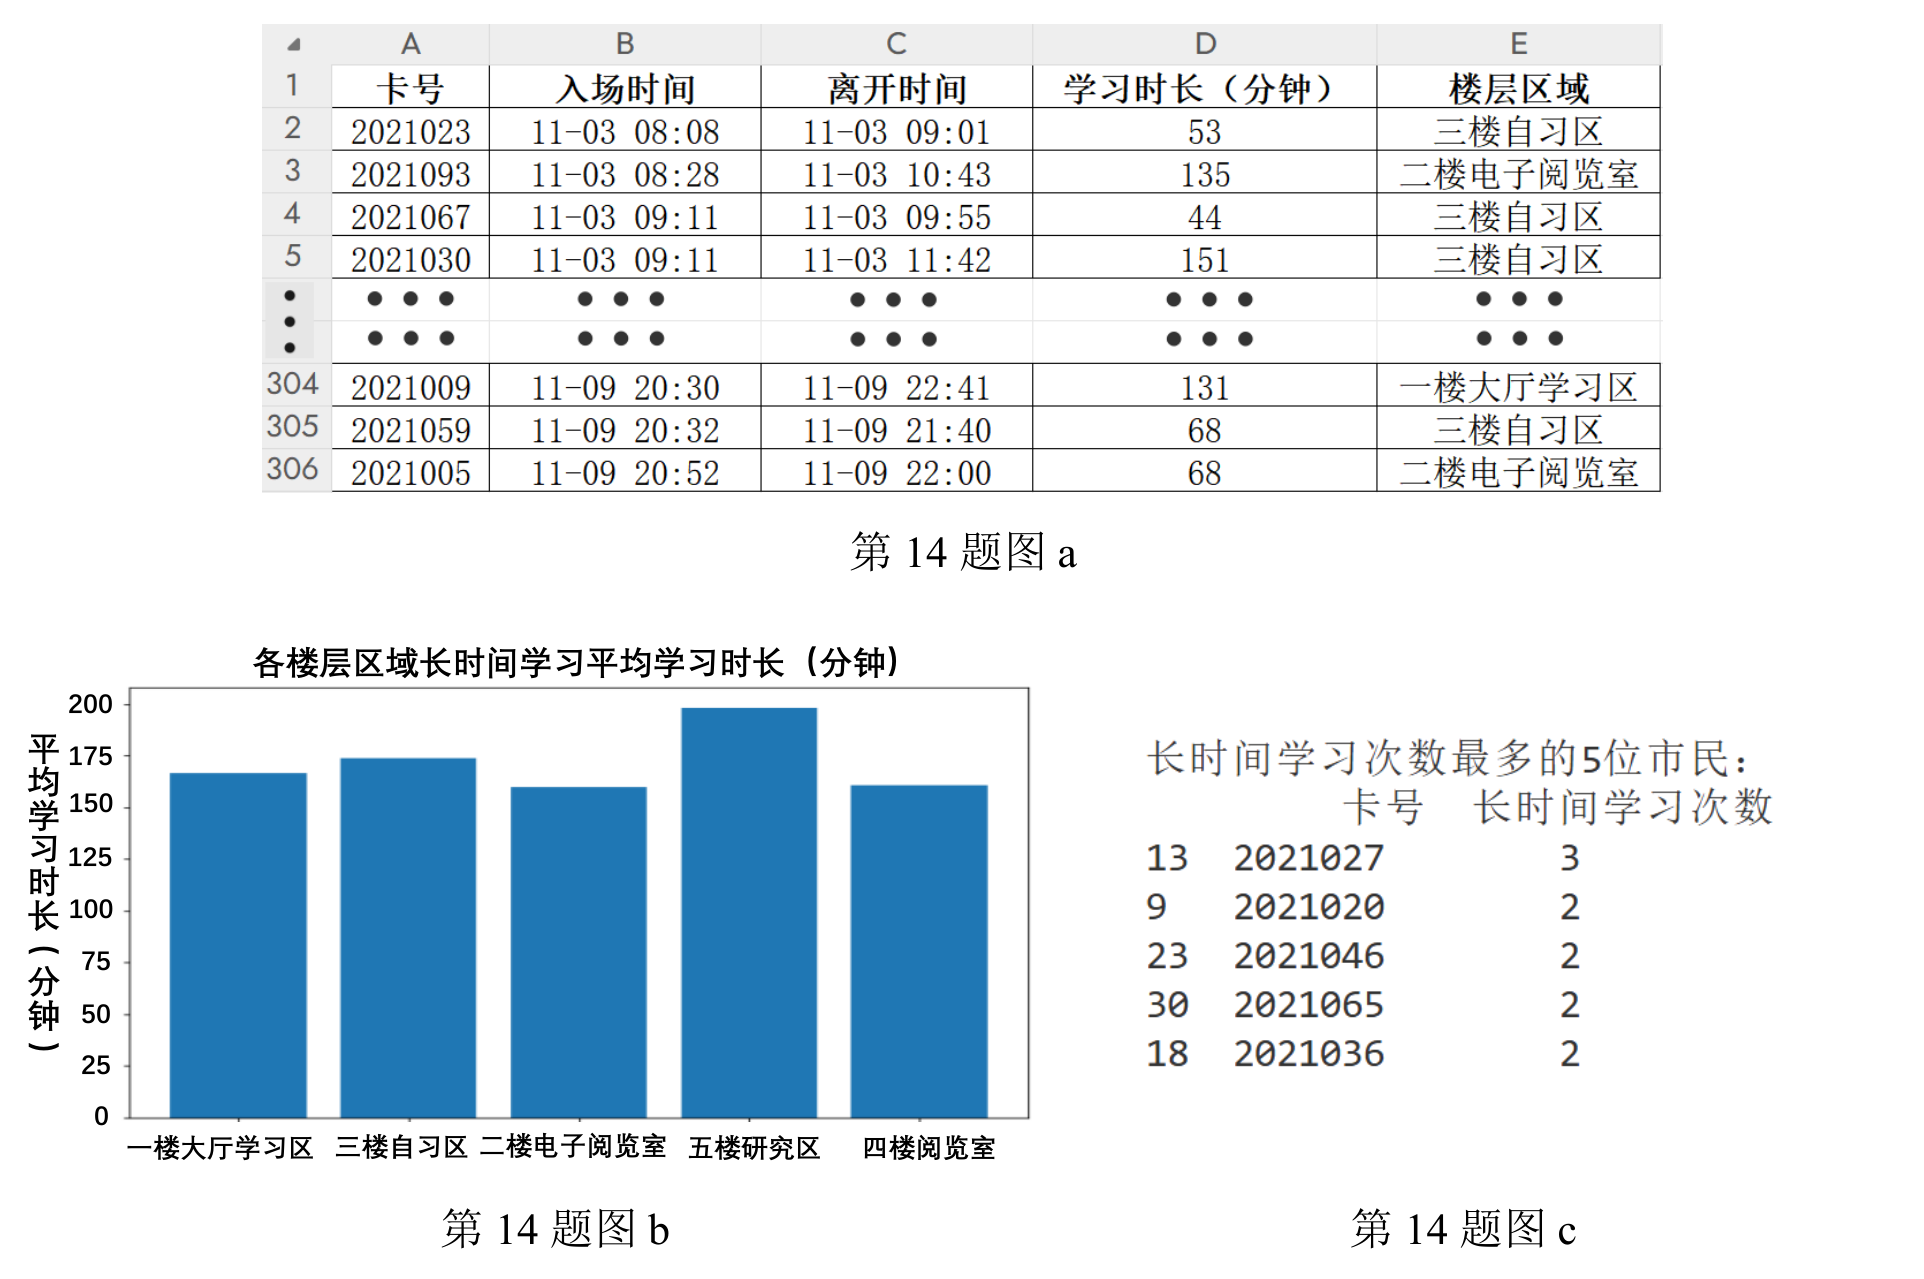 A B C D E
1 卡号 入场时间 离开时间 学习时长（分钟） 楼层区域
2 2021023 11-03 08:08 11-03 09:01 53 三楼自习区
3 2021093 11-03 08:28 11-03 10:43 135 二楼电子阅览室
4 2021067 11-03 09:11 11-03 09:55 44 三楼自习区
5 2021030 11-03 09:11 11-03 11:42 151 三楼自习区
304 2021009 11-09 20:30 11-09 22:41 131 一楼大厅学习区
305 2021059 11-09 20:32 11-09 21:40 68 三楼自习区
306 2021005 11-09 20:52 11-09 22:00 68 二楼电子阅览室
第 14 题图 a
各楼层区域长时间学习平均学习时长（分钟）
平均学习时长（分钟）
200
175
150
125
100
75
50
25
0
一楼大厅学习区 三楼自习区 二楼电子阅览室 五楼研究区 四楼阅览室
第 14 题图 b
长时间学习次数最多的5位市民：
卡号 长时间学习次数
13 2021027 3
9 2021020 2
23 2021046 2
30 2021065 2
18 2021036 2
第 14 题图 c